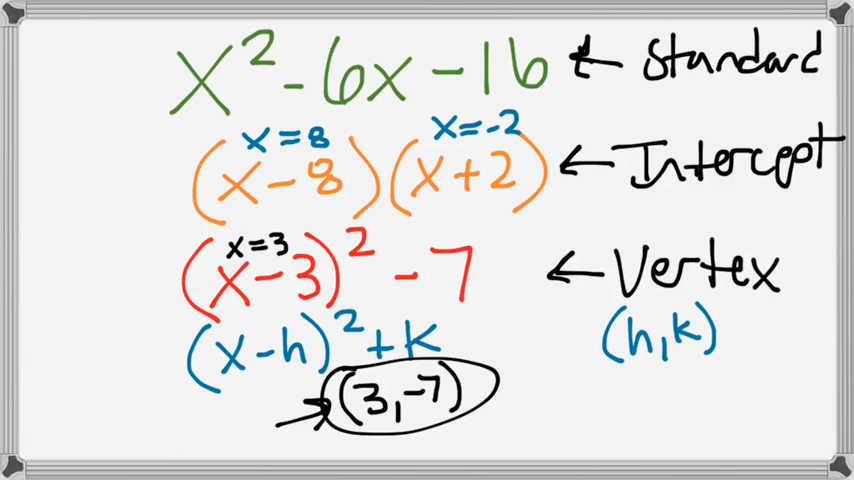 x² - 6x - 16 ← Standard
x=8 x=-2
(x-8)(x+2) ← Intercept
x=3
(x-3)² - 7 ← Vertex
(x-h)² + k (h,k)
→ (3,-7)